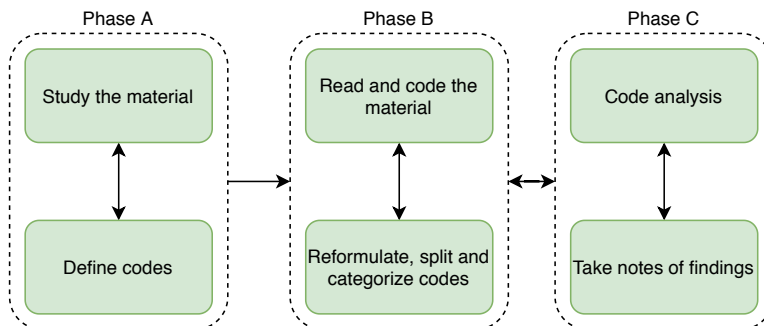 Phase A
Study the material
Define codes
Phase B
Read and code the
material
Reformulate, split and
categorize codes
Phase C
Code analysis
Take notes of findings